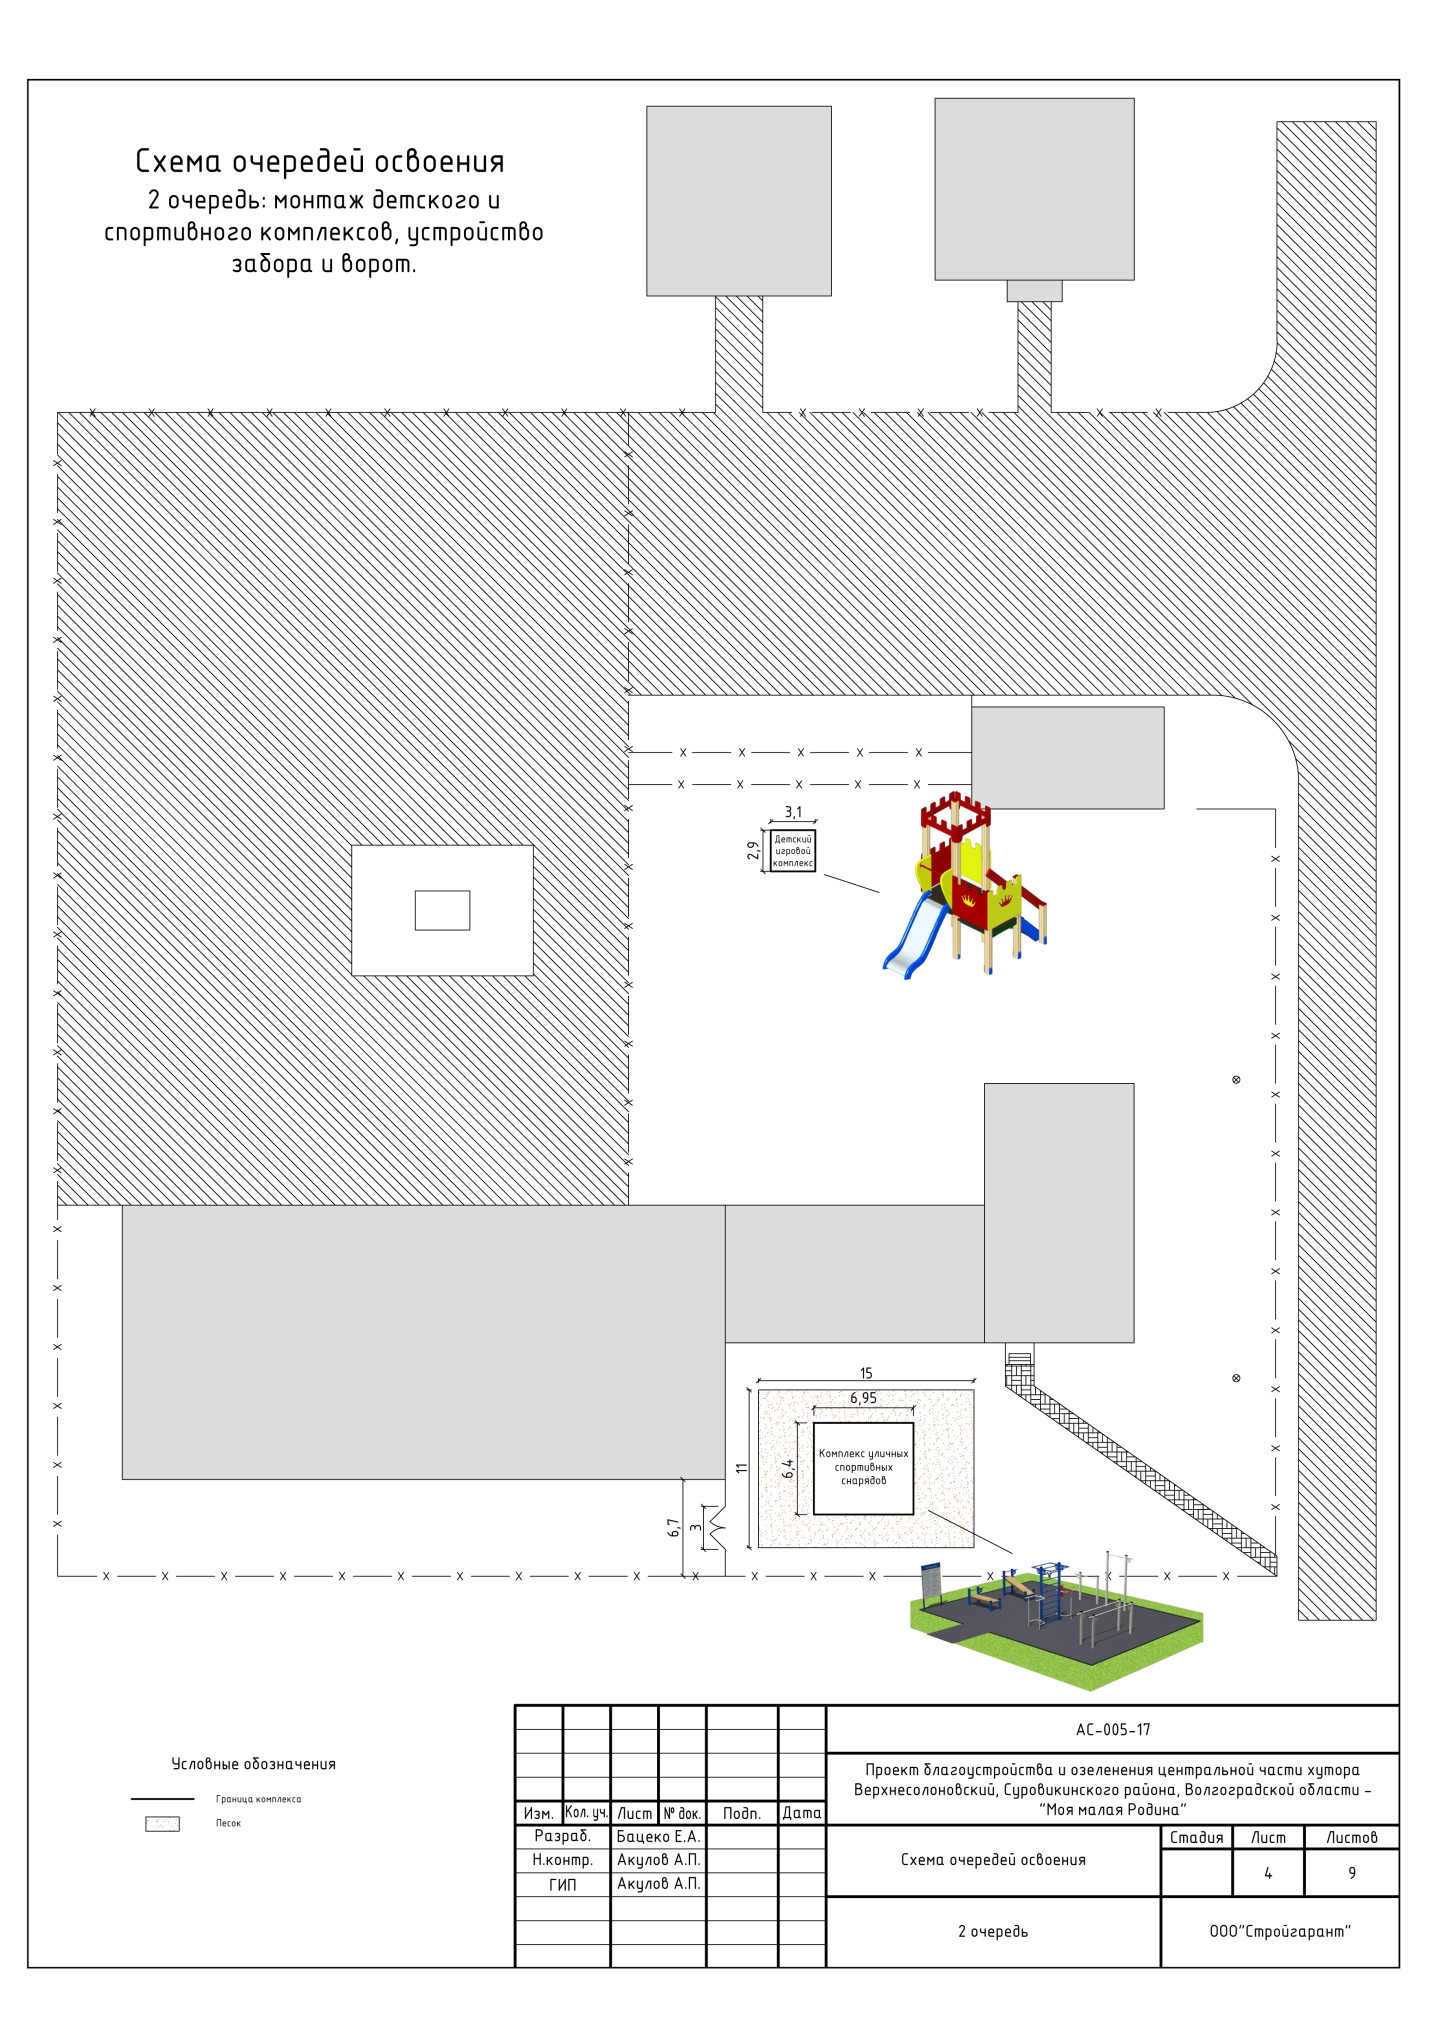 Схема очередей освоения
2 очередь: монтаж детского и
спортивного комплексов, устройство
забора и ворот.
3,1
2,9
Детский
игровой
комплекс
15
6,95
11
6,4
Комплекс уличных
спортивных
снарядов
6,7
3
Условные обозначения
Граница комплекса
Песок
АС-005-17
Проект благоустройства и озеленения центральной части хутора
Верхнесолоновский, Суровикинского района, Волгоградской области -
"Моя малая Родина"
Изм. Кол. уч. Лист № док. Подп. Дата
Разраб. Бацеко Е.А.
Н.контр. Акулов А.П.
ГИП Акулов А.П.
Схема очередей освоения
Стадия Лист Листов
4 9
2 очередь
ООО"Стройгарант"